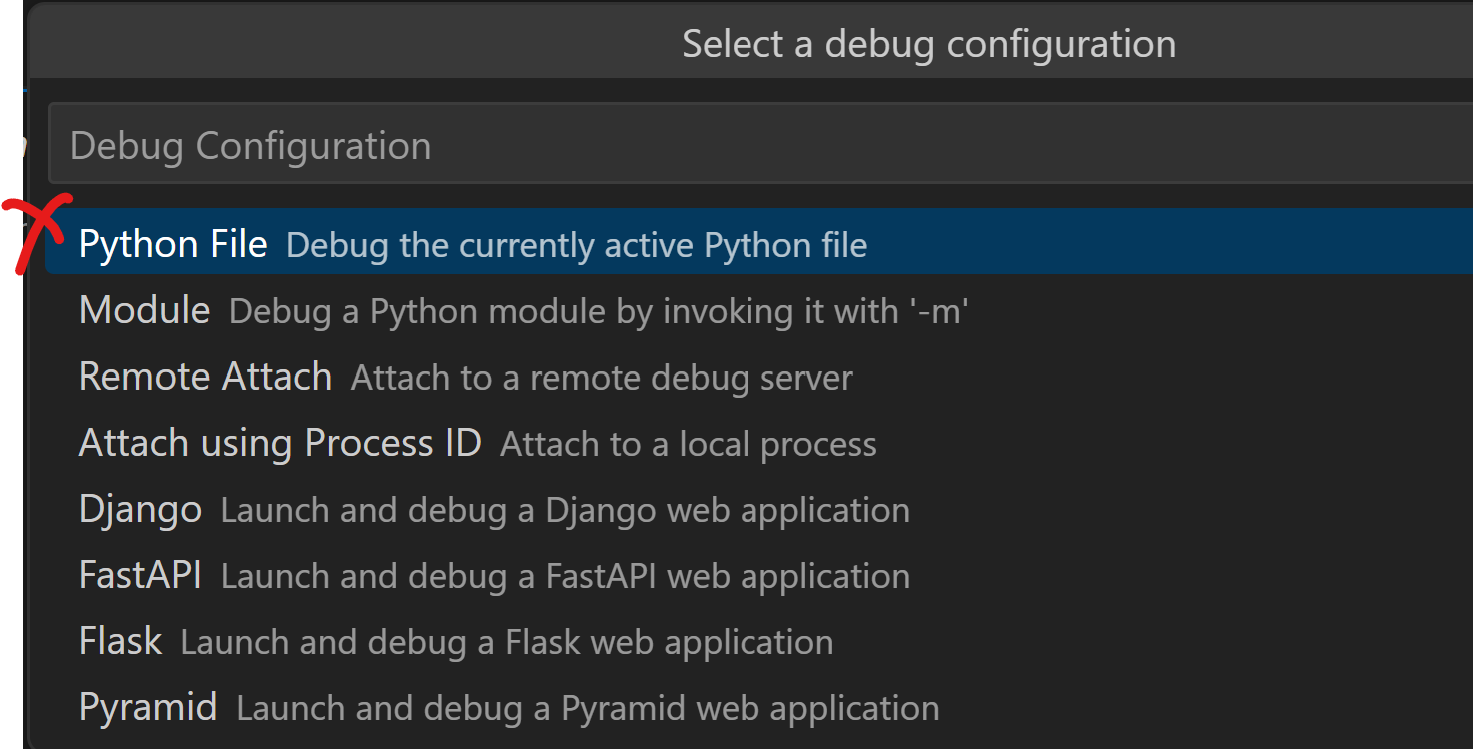 Select a debug configuration
Debug Configuration
Python File Debug the currently active Python file
Module Debug a Python module by invoking it with '-m'
Remote Attach Attach to a remote debug server
Attach using Process ID Attach to a local process
Django Launch and debug a Django web application
FastAPI Launch and debug a FastAPI web application
Flask Launch and debug a Flask web application
Pyramid Launch and debug a Pyramid web application